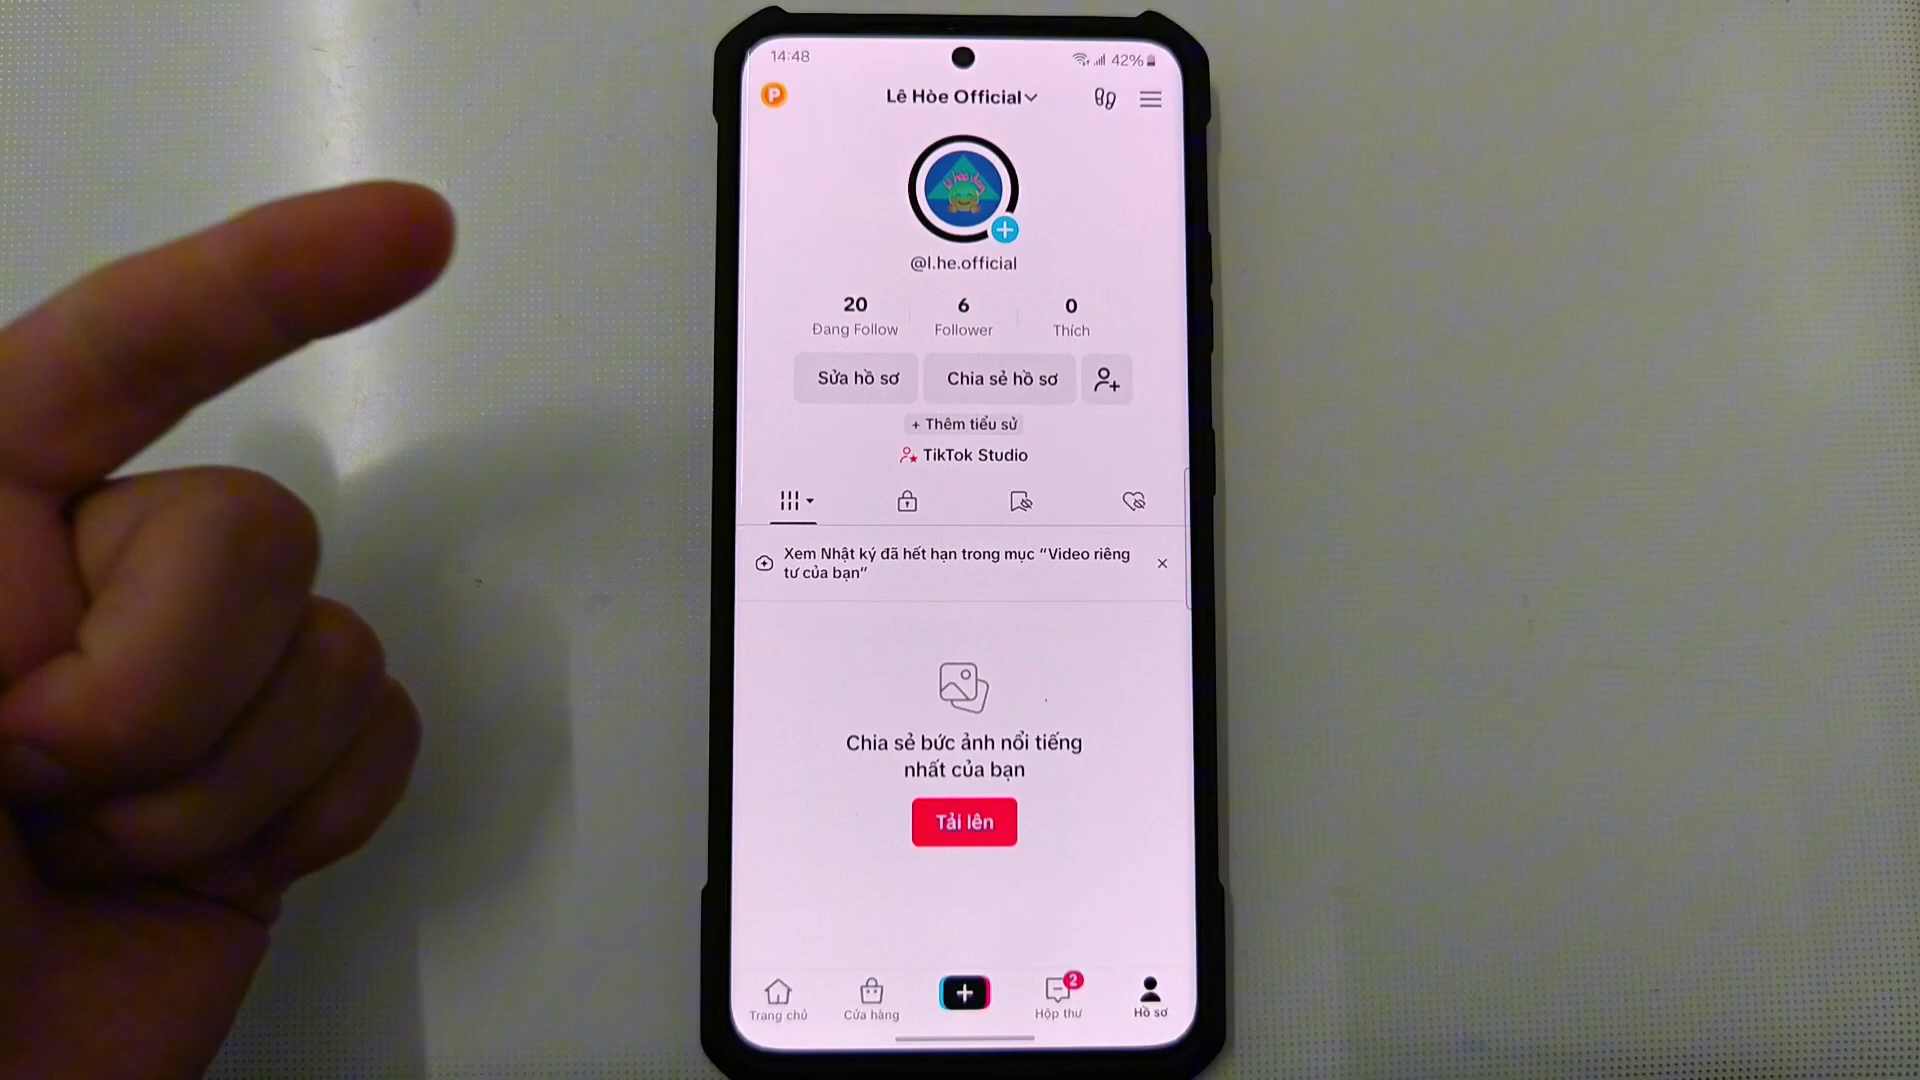 14:48
42%
P
Lê Hòe Official
@l.he.official
20
6
0
Đang Follow
Follower
Thích
Sửa hồ sơ
Chia sẻ hồ sơ
+ Thêm tiểu sử
TikTok Studio
Xem Nhật ký đã hết hạn trong mục “Video riêng
tư của bạn”
Chia sẻ bức ảnh nổi tiếng
nhất của bạn
Tải lên
2
Trang chủ
Cửa hàng
Hộp thư
Hồ sơ